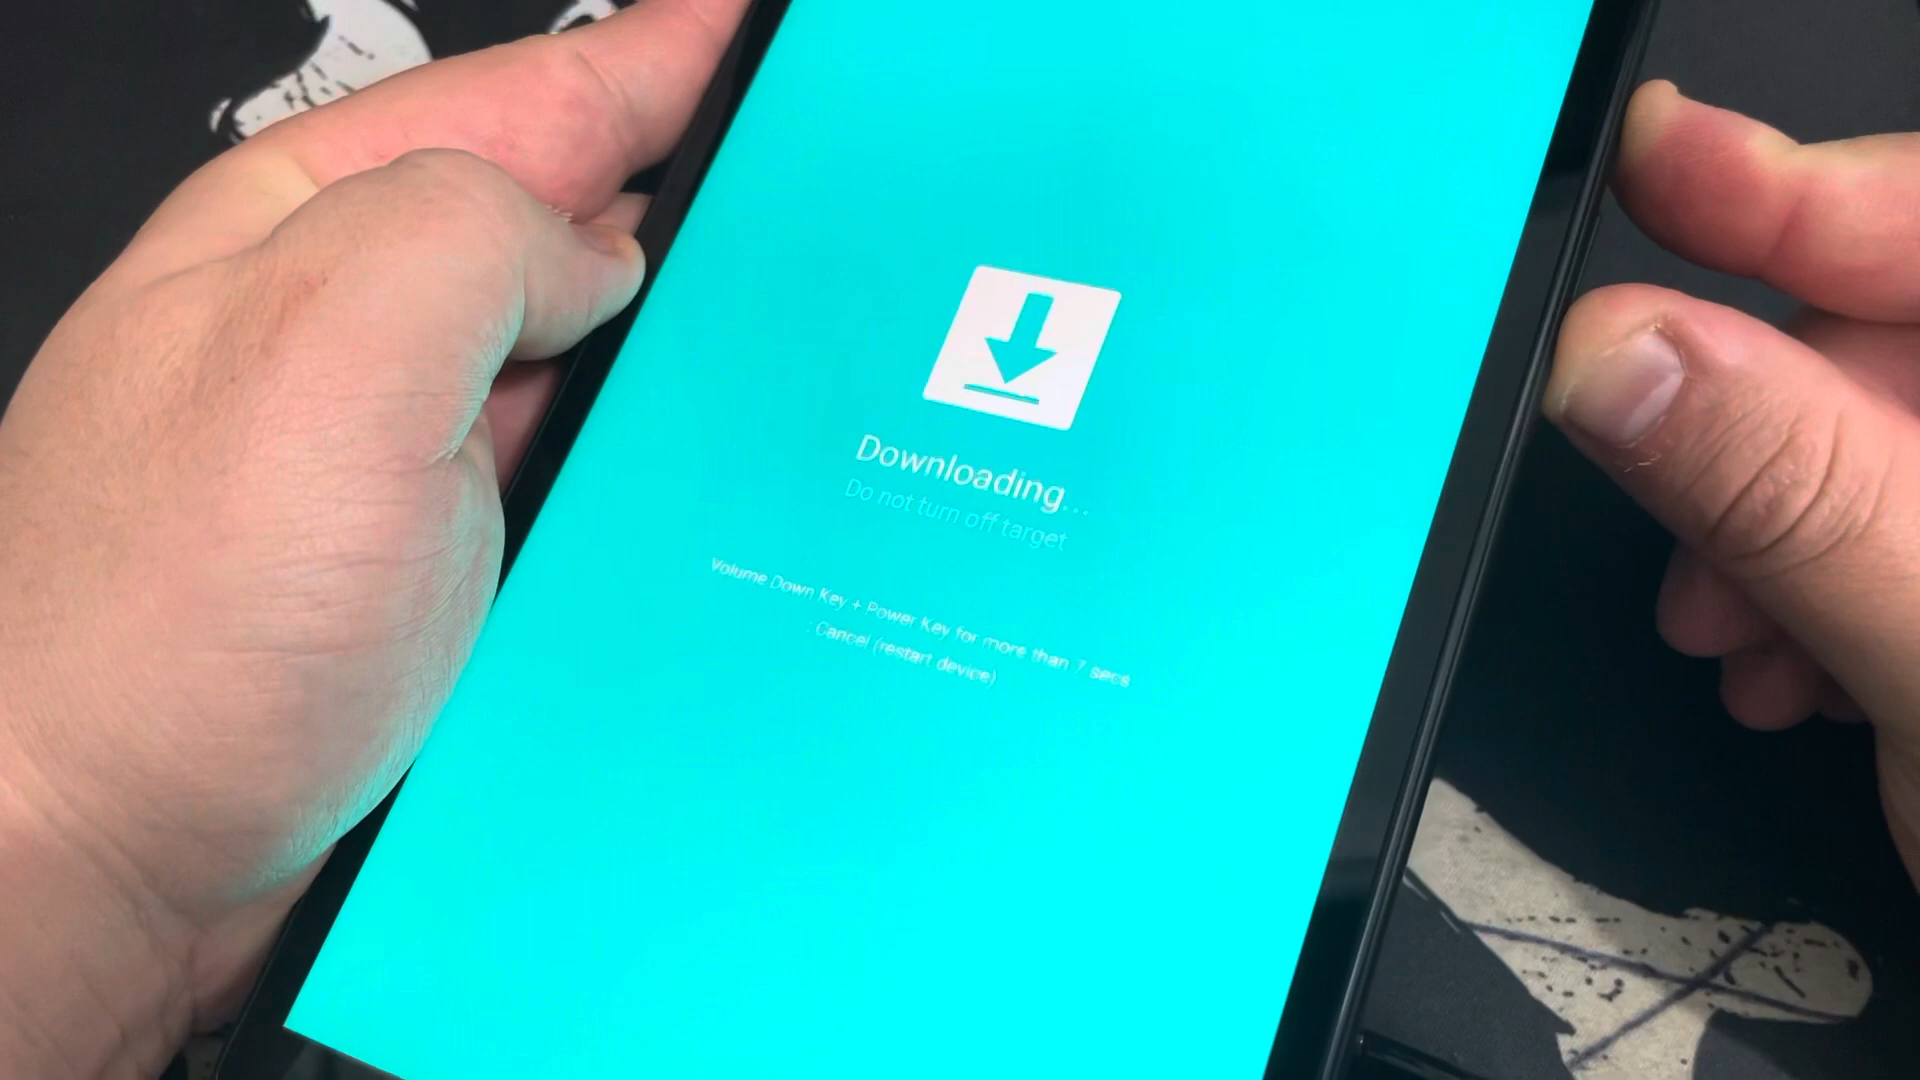 Downloading...
Do not turn off target
Volume Down Key + Power Key for more than 7 secs
: Cancel (restart device)